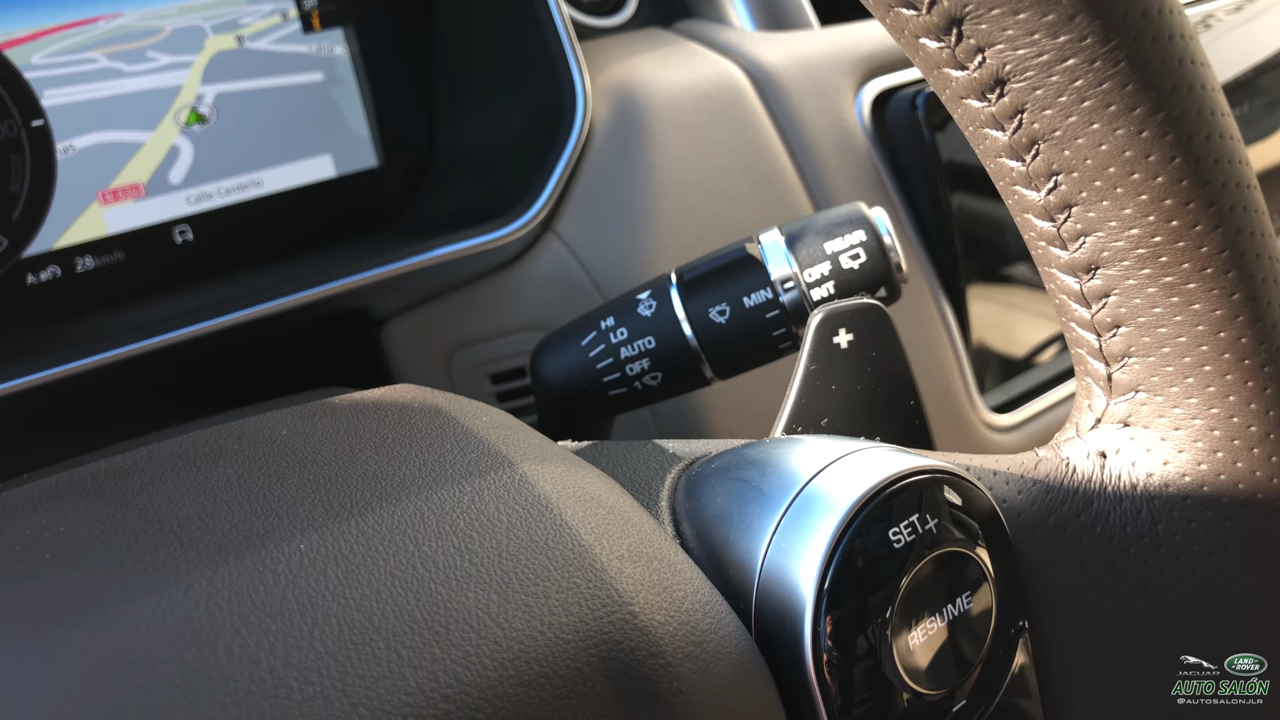 Calle Cerdeño
28 km/h
HI
LO
AUTO
OFF
1
MIN
REAR
OFF
INT
+
SET+
RESUME
JAGUAR
LAND ROVER
AUTO SALÓN
@AUTOSALONJLR